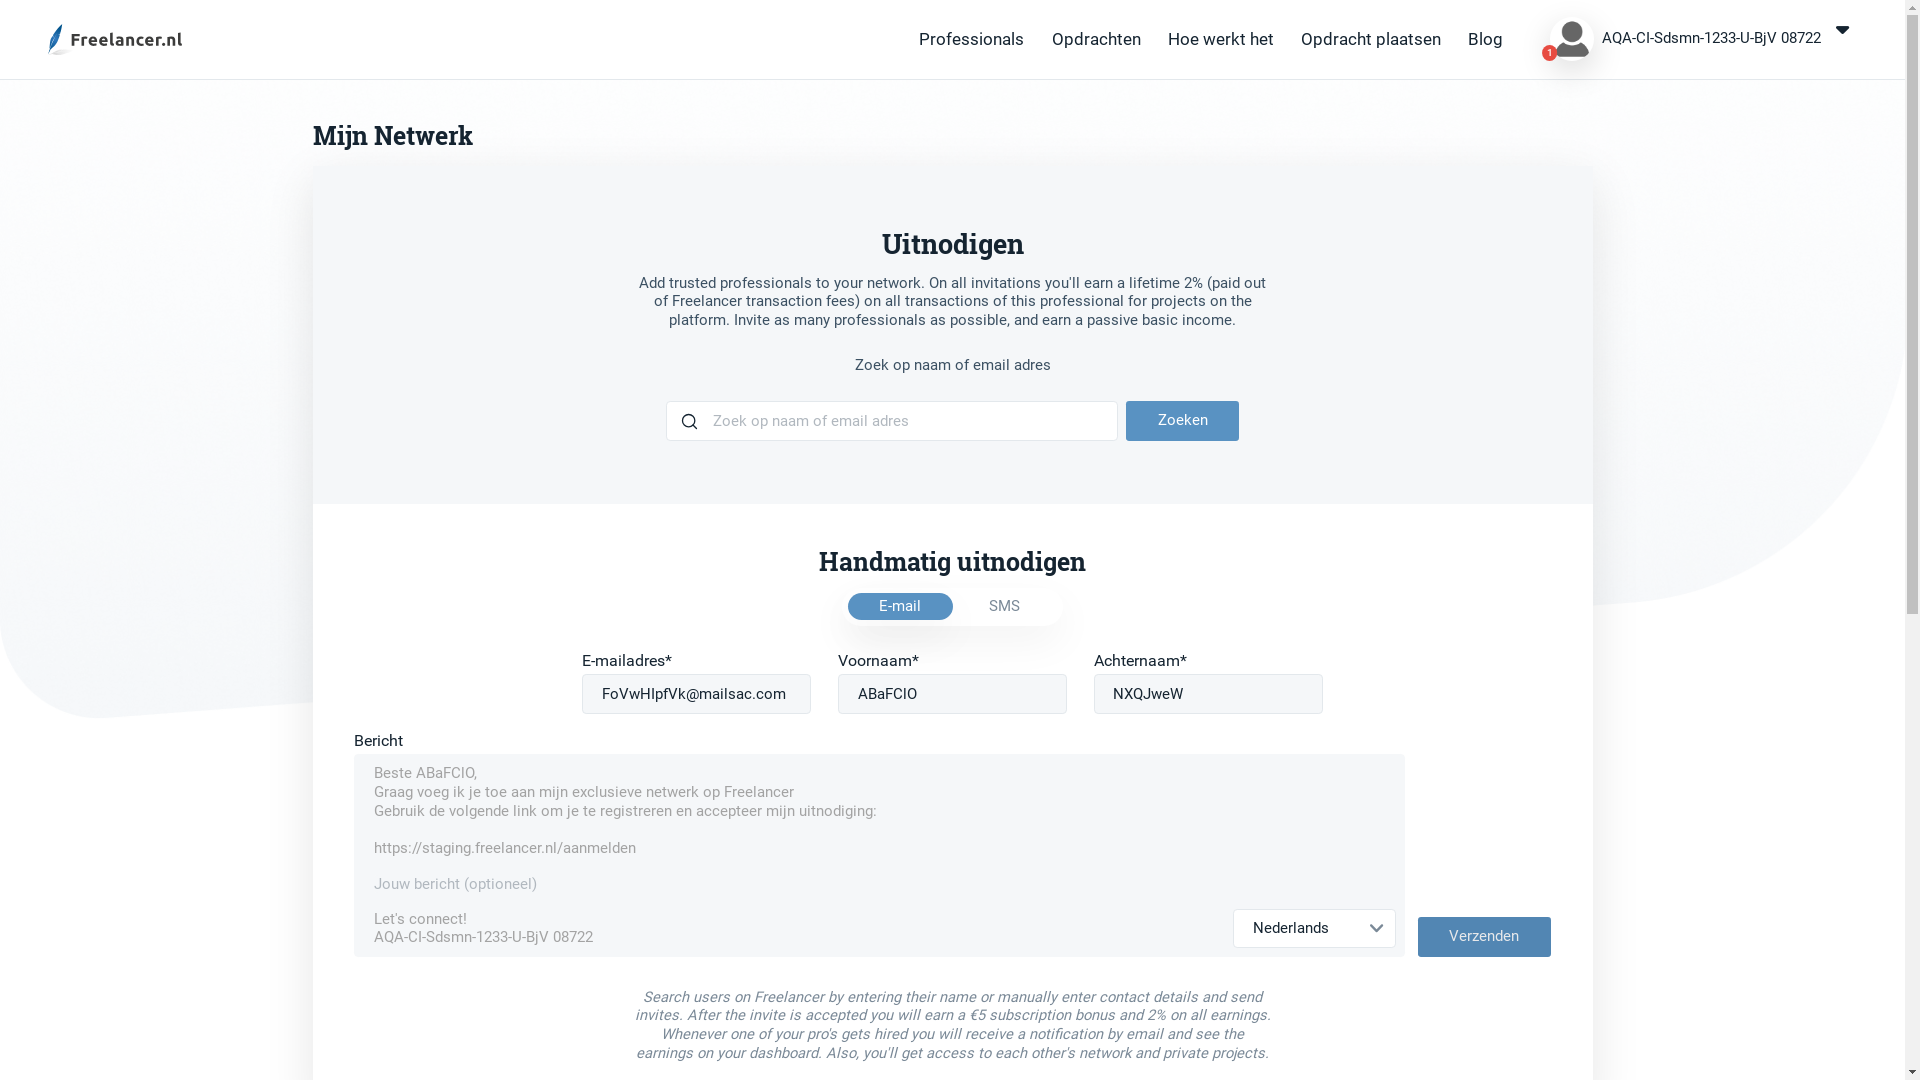 Freelancer.nl
Professionals
Opdrachten
Hoe werkt het
Opdracht plaatsen
Blog
1
AQA-CI-Sdsmn-1233-U-BjV 08722
Mijn Netwerk
Uitnodigen
Add trusted professionals to your network. On all invitations you'll earn a lifetime 2% (paid out
of Freelancer transaction fees) on all transactions of this professional for projects on the
platform. Invite as many professionals as possible, and earn a passive basic income.
Zoek op naam of email adres
Zoek op naam of email adres
Zoeken
Handmatig uitnodigen
E-mail
SMS
E-mailadres*
Voornaam*
Achternaam*
FoVwHIpfVk@mailsac.com
ABaFClO
NXQJweW
Bericht
Beste ABaFClO,
Graag voeg ik je toe aan mijn exclusieve netwerk op Freelancer
Gebruik de volgende link om je te registreren en accepteer mijn uitnodiging:
https://staging.freelancer.nl/aanmelden
Jouw bericht (optioneel)
Let's connect!
AQA-CI-Sdsmn-1233-U-BjV 08722
Nederlands
Verzenden
Search users on Freelancer by entering their name or manually enter contact details and send
invites. After the invite is accepted you will earn a €5 subscription bonus and 2% on all earnings.
Whenever one of your pro's gets hired you will receive a notification by email and see the
earnings on your dashboard. Also, you'll get access to each other's network and private projects.